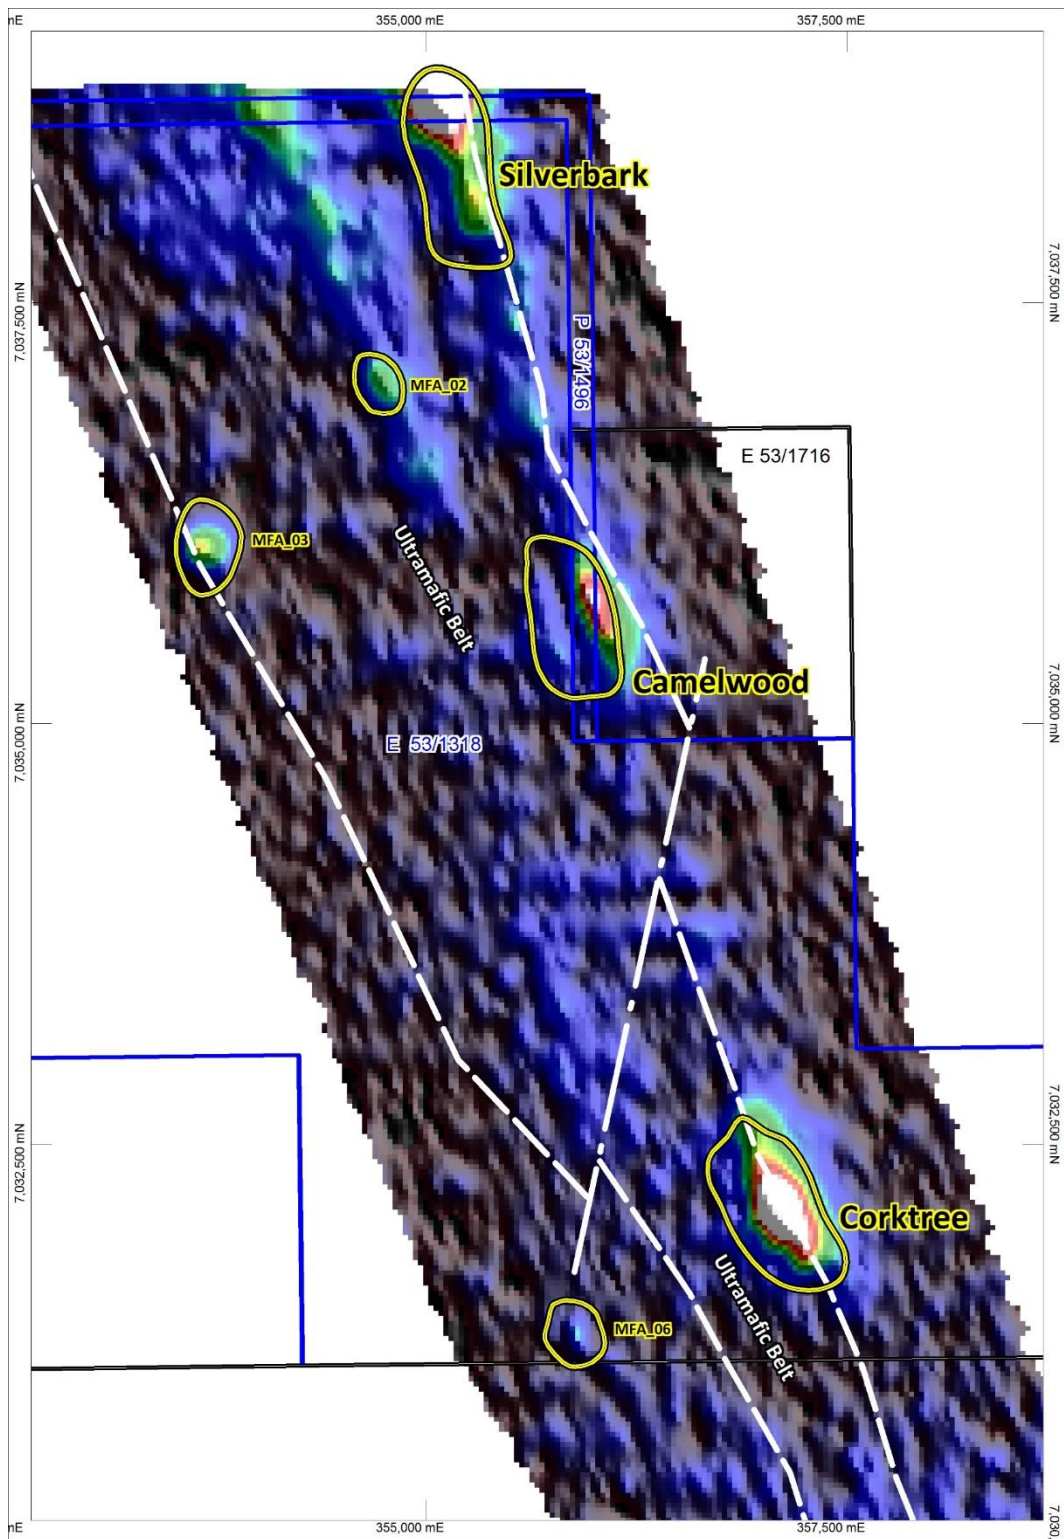 nE
355,000 mE
357,500 mE
Silverbark
7,037,500 mN
7,037,500 mN
P 53/1496
MFA_02
E 53/1716
MFA_03
Ultramafic Belt
Camelwood
7,035,000 mN
7,035,000 mN
E 53/1318
7,032,500 mN
7,032,500 mN
Corktree
Ultramafic Belt
MFA_06
7,030,
nE
355,000 mE
357,500 mE